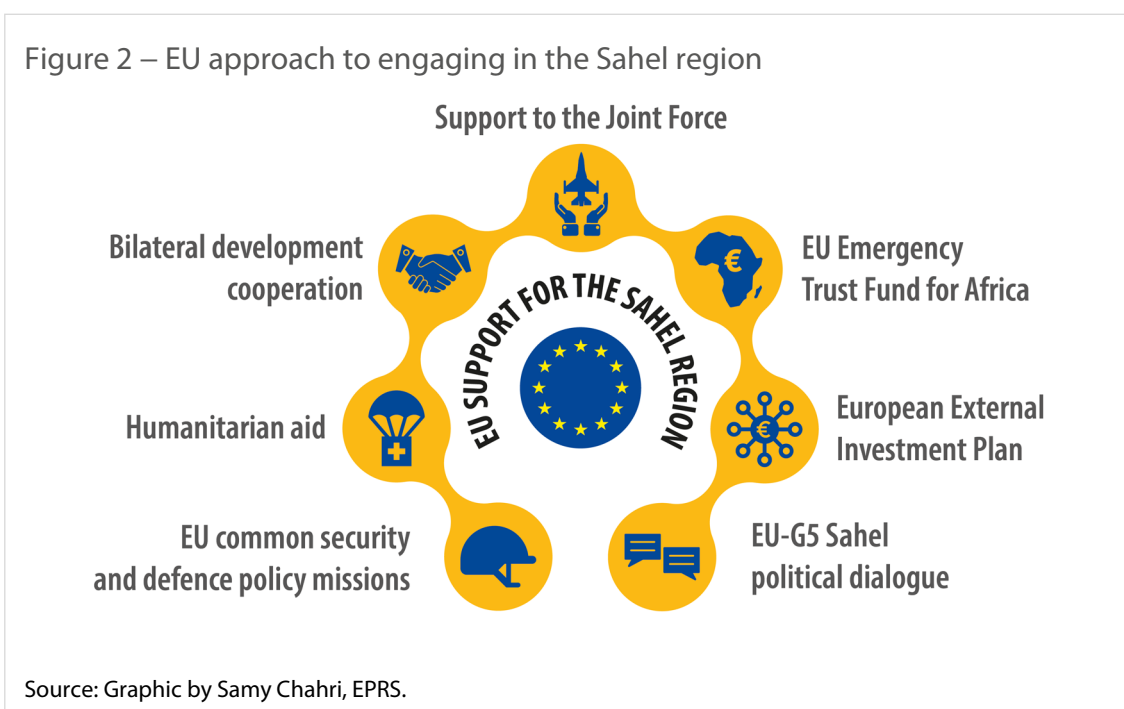 Figure 2 – EU approach to engaging in the Sahel region
Support to the Joint Force
Bilateral development
cooperation
EU Emergency
Trust Fund for Africa
EU SUPPORT FOR THE SAHEL REGION
€
Humanitarian aid
European External
Investment Plan
€
EU common security
and defence policy missions
EU-G5 Sahel
political dialogue
Source: Graphic by Samy Chahri, EPRS.